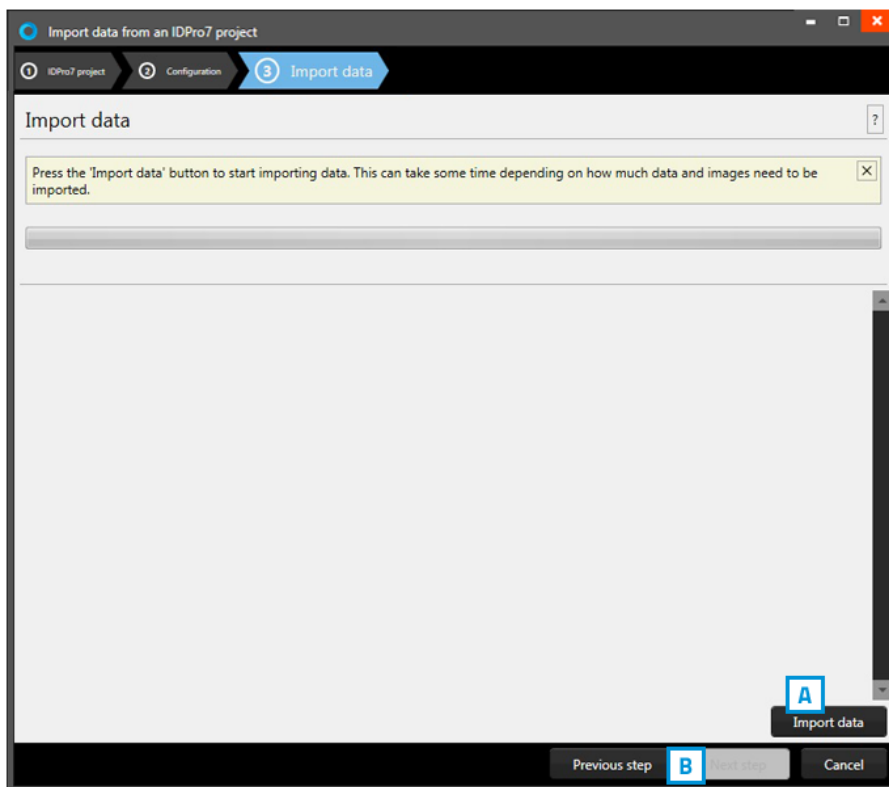 Import data from an IDPro7 project
1 IDPro7 project 2 Configuration 3 Import data
Import data
?
Press the 'Import data' button to start importing data. This can take some time depending on how much data and images need to be
imported.
A
Import data
Previous step B Next step Cancel